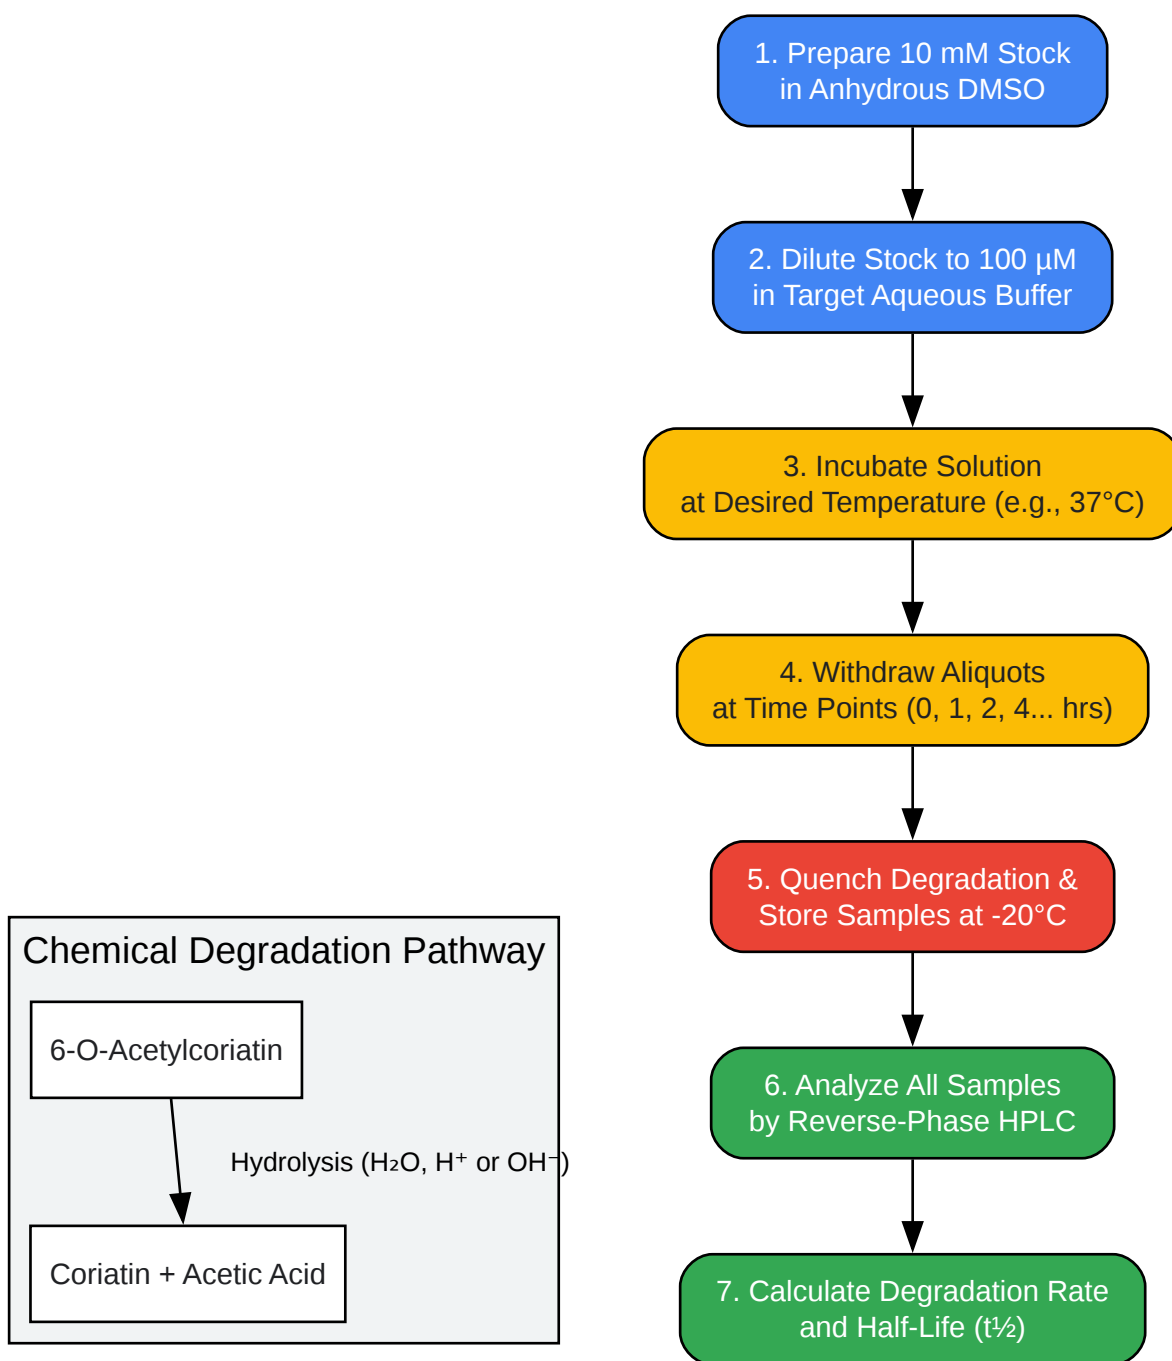 1. Prepare 10 mM Stock
in Anhydrous DMSO
2. Dilute Stock to 100 µM
in Target Aqueous Buffer
3. Incubate Solution
at Desired Temperature (e.g., 37°C)
4. Withdraw Aliquots
at Time Points (0, 1, 2, 4... hrs)
5. Quench Degradation &
Store Samples at -20°C
6. Analyze All Samples
by Reverse-Phase HPLC
7. Calculate Degradation Rate
and Half-Life (t½)
Chemical Degradation Pathway
6-O-Acetylcoriatin
Hydrolysis (H₂O, H⁺ or OH⁻)
Coriatin + Acetic Acid